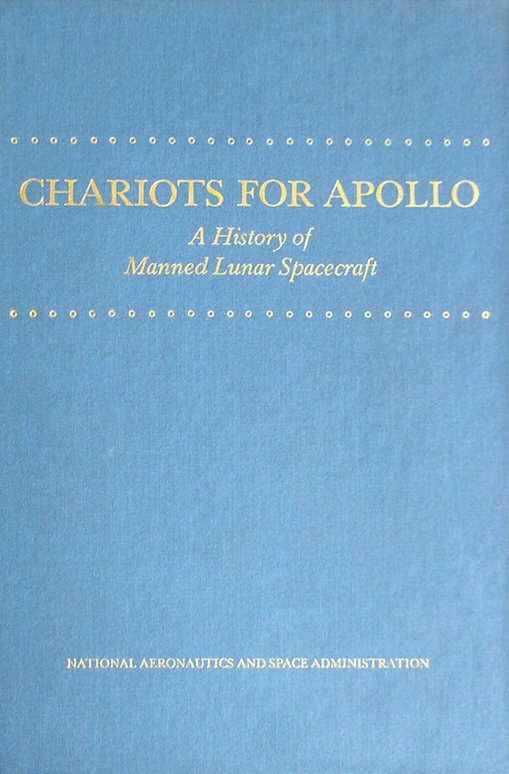 CHARIOTS FOR APOLLO
A History of
Manned Lunar Spacecraft
NATIONAL AERONAUTICS AND SPACE ADMINISTRATION